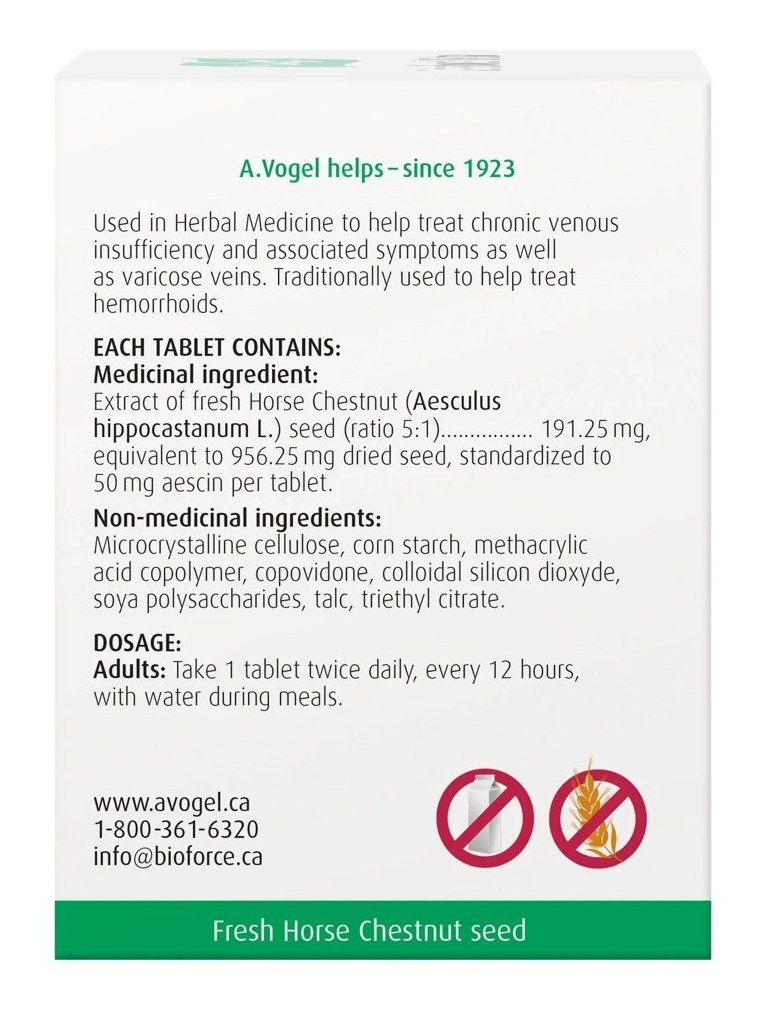 A.Vogel helps – since 1923
Used in Herbal Medicine to help treat chronic venous
insufficiency and associated symptoms as well
as varicose veins. Traditionally used to help treat
hemorrhoids.
EACH TABLET CONTAINS:
Medicinal ingredient:
Extract of fresh Horse Chestnut (Aesculus
hippocastanum L.) seed (ratio 5:1)................ 191.25 mg,
equivalent to 956.25 mg dried seed, standardized to
50 mg aescin per tablet.
Non-medicinal ingredients:
Microcrystalline cellulose, corn starch, methacrylic
acid copolymer, copovidone, colloidal silicon dioxyde,
soya polysaccharides, talc, triethyl citrate.
DOSAGE:
Adults: Take 1 tablet twice daily, every 12 hours,
with water during meals.
www.avogel.ca
1-800-361-6320
info@bioforce.ca
Fresh Horse Chestnut seed